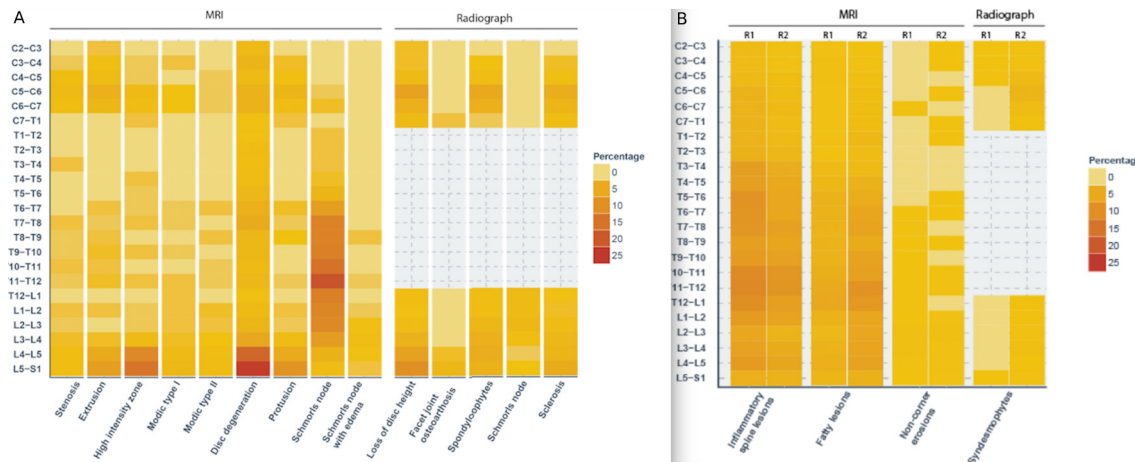 A
MRI
Radiograph
C2-C3
C3-C4
C4-C5
C5-C6
C6-C7
C7-T1
T1-T2
T2-T3
T3-T4
T4-T5
T5-T6
T6-T7
T7-T8
T8-T9
T9-T10
10-T11
11-T12
T12-L1
L1-L2
L2-L3
L3-L4
L4-L5
L5-S1
Stenosis
Extrusion
High intensity zone
Modic type I
Modic type II
Disc degeneration
Protusion
Schmorls node
Schmorls node
with edema
Loss of disc height
Facet joint
osteoarthosis
Spondyloophytes
Schmorls node
Sclerosis
Percentage
0
5
10
15
20
25
B
MRI
Radiograph
R1 R2 R1 R2 R1 R2 R1 R2
C2-C3
C3-C4
C4-C5
C5-C6
C6-C7
C7-T1
T1-T2
T2-T3
T3-T4
T4-T5
T5-T6
T6-T7
T7-T8
T8-T9
T9-T10
10-T11
11-T12
T12-L1
L1-L2
L2-L3
L3-L4
L4-L5
L5-S1
Inflammatory
spine lesions
Fatty lesions
Non-corner
erosions
Syndesmophytes
Percentag
0
5
10
15
20
25